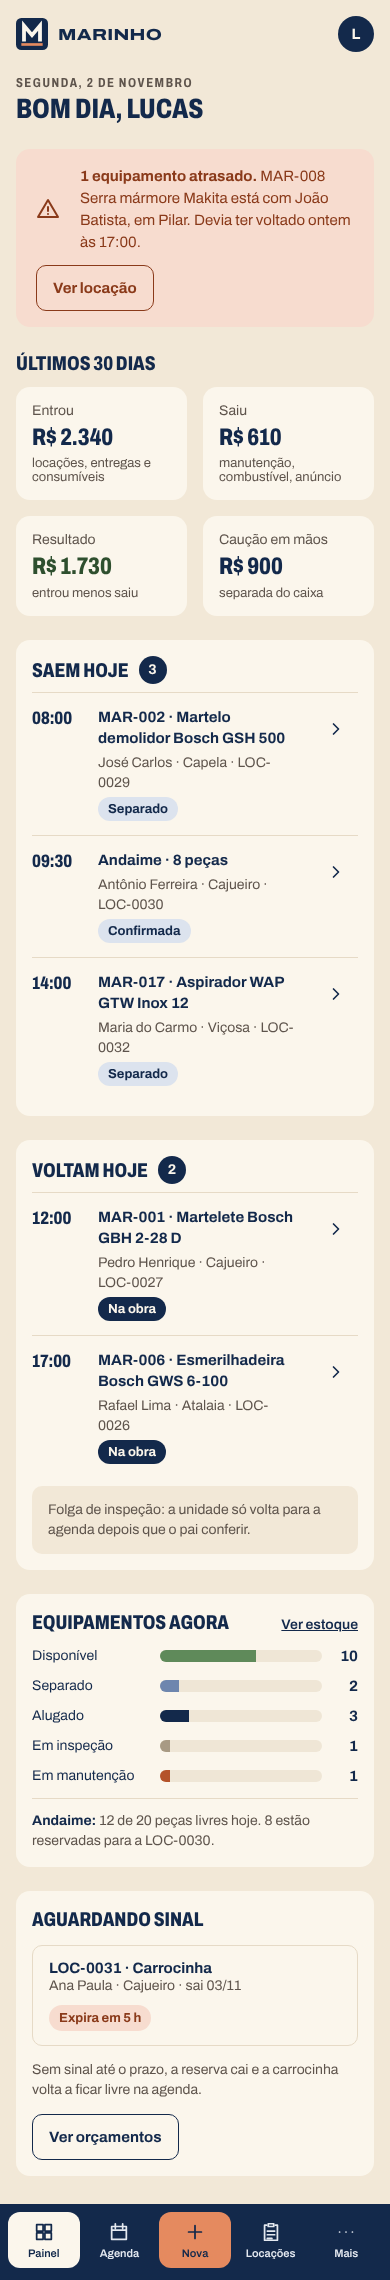 MARINHO
L
SEGUNDA, 2 DE NOVEMBRO
BOM DIA, LUCAS
1 equipamento atrasado. MAR-008
Serra mármore Makita está com João
Batista, em Pilar. Devia ter voltado ontem
às 17:00.
Ver locação
ÚLTIMOS 30 DIAS
Entrou
R$ 2.340
locações, entregas e
consumíveis
Saiu
R$ 610
manutenção,
combustível, anúncio
Resultado
R$ 1.730
entrou menos saiu
Caução em mãos
R$ 900
separada do caixa
SAEM HOJE 3
08:00
MAR-002 · Martelo
demolidor Bosch GSH 500
José Carlos · Capela · LOC-
0029
Separado
09:30
Andaime · 8 peças
Antônio Ferreira · Cajueiro ·
LOC-0030
Confirmada
14:00
MAR-017 · Aspirador WAP
GTW Inox 12
Maria do Carmo · Viçosa · LOC-
0032
Separado
VOLTAM HOJE 2
12:00
MAR-001 · Martelete Bosch
GBH 2-28 D
Pedro Henrique · Cajueiro ·
LOC-0027
Na obra
17:00
MAR-006 · Esmerilhadeira
Bosch GWS 6-100
Rafael Lima · Atalaia · LOC-
0026
Na obra
Folga de inspeção: a unidade só volta para a
agenda depois que o pai conferir.
EQUIPAMENTOS AGORA Ver estoque
Disponível 10
Separado 2
Alugado 3
Em inspeção 1
Em manutenção 1
Andaime: 12 de 20 peças livres hoje. 8 estão
reservadas para a LOC-0030.
AGUARDANDO SINAL
LOC-0031 · Carrocinha
Ana Paula · Cajueiro · sai 03/11
Expira em 5 h
Sem sinal até o prazo, a reserva cai e a carrocinha
volta a ficar livre na agenda.
Ver orçamentos
Painel Agenda Nova Locações Mais